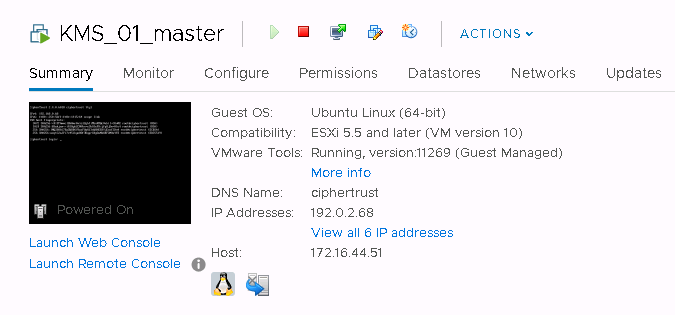 KMS_01_master
ACTIONS
Summary Monitor Configure Permissions Datastores Networks Updates
Powered On
Guest OS: Ubuntu Linux (64-bit)
Compatibility: ESXi 5.5 and later (VM version 10)
VMware Tools: Running, version:11269 (Guest Managed)
More info
DNS Name: ciphertrust
IP Addresses: 192.0.2.68
View all 6 IP addresses
Host: 172.16.44.51
Launch Web Console
Launch Remote Console